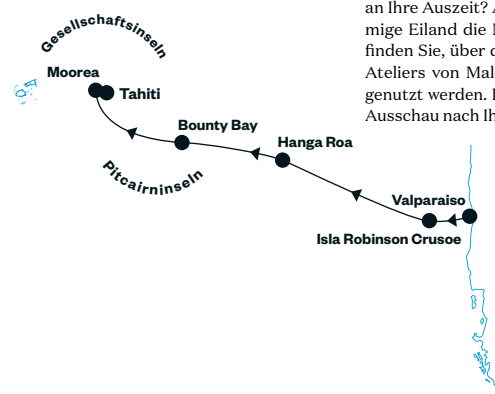 an Ihre Auszeit? A
mige Eiland die
finden Sie, über
Ateliers von Mal
genutzt werden.
Ausschau nach Ih
Gesellschaftsinseln
Moorea
Tahiti
Bounty Bay
Hanga Roa
Pitcairninseln
Valparaiso
Isla Robinson Crusoe